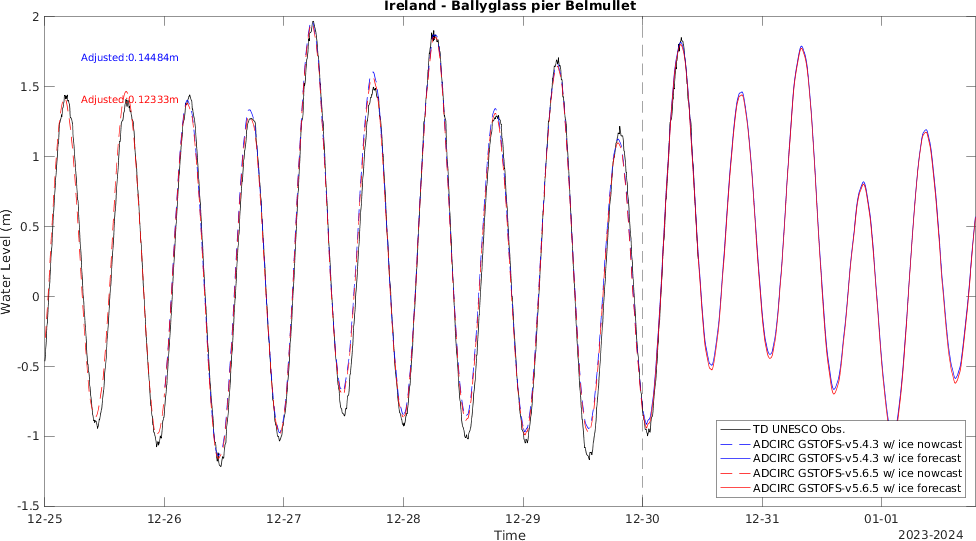 Ireland - Ballyglass pier Belmullet
2
Adjusted:0.14484m
1.5
Adjusted:0.12333m
1
0.5
Water Level (m)
0
-0.5
-1
TD UNESCO Obs.
ADCIRC GSTOFS-v5.4.3 w/ ice nowcast
ADCIRC GSTOFS-v5.4.3 w/ ice forecast
ADCIRC GSTOFS-v5.6.5 w/ ice nowcast
ADCIRC GSTOFS-v5.6.5 w/ ice forecast
-1.5
12-25 12-26 12-27 12-28 12-29 12-30 12-31 01-01
Time
2023-2024